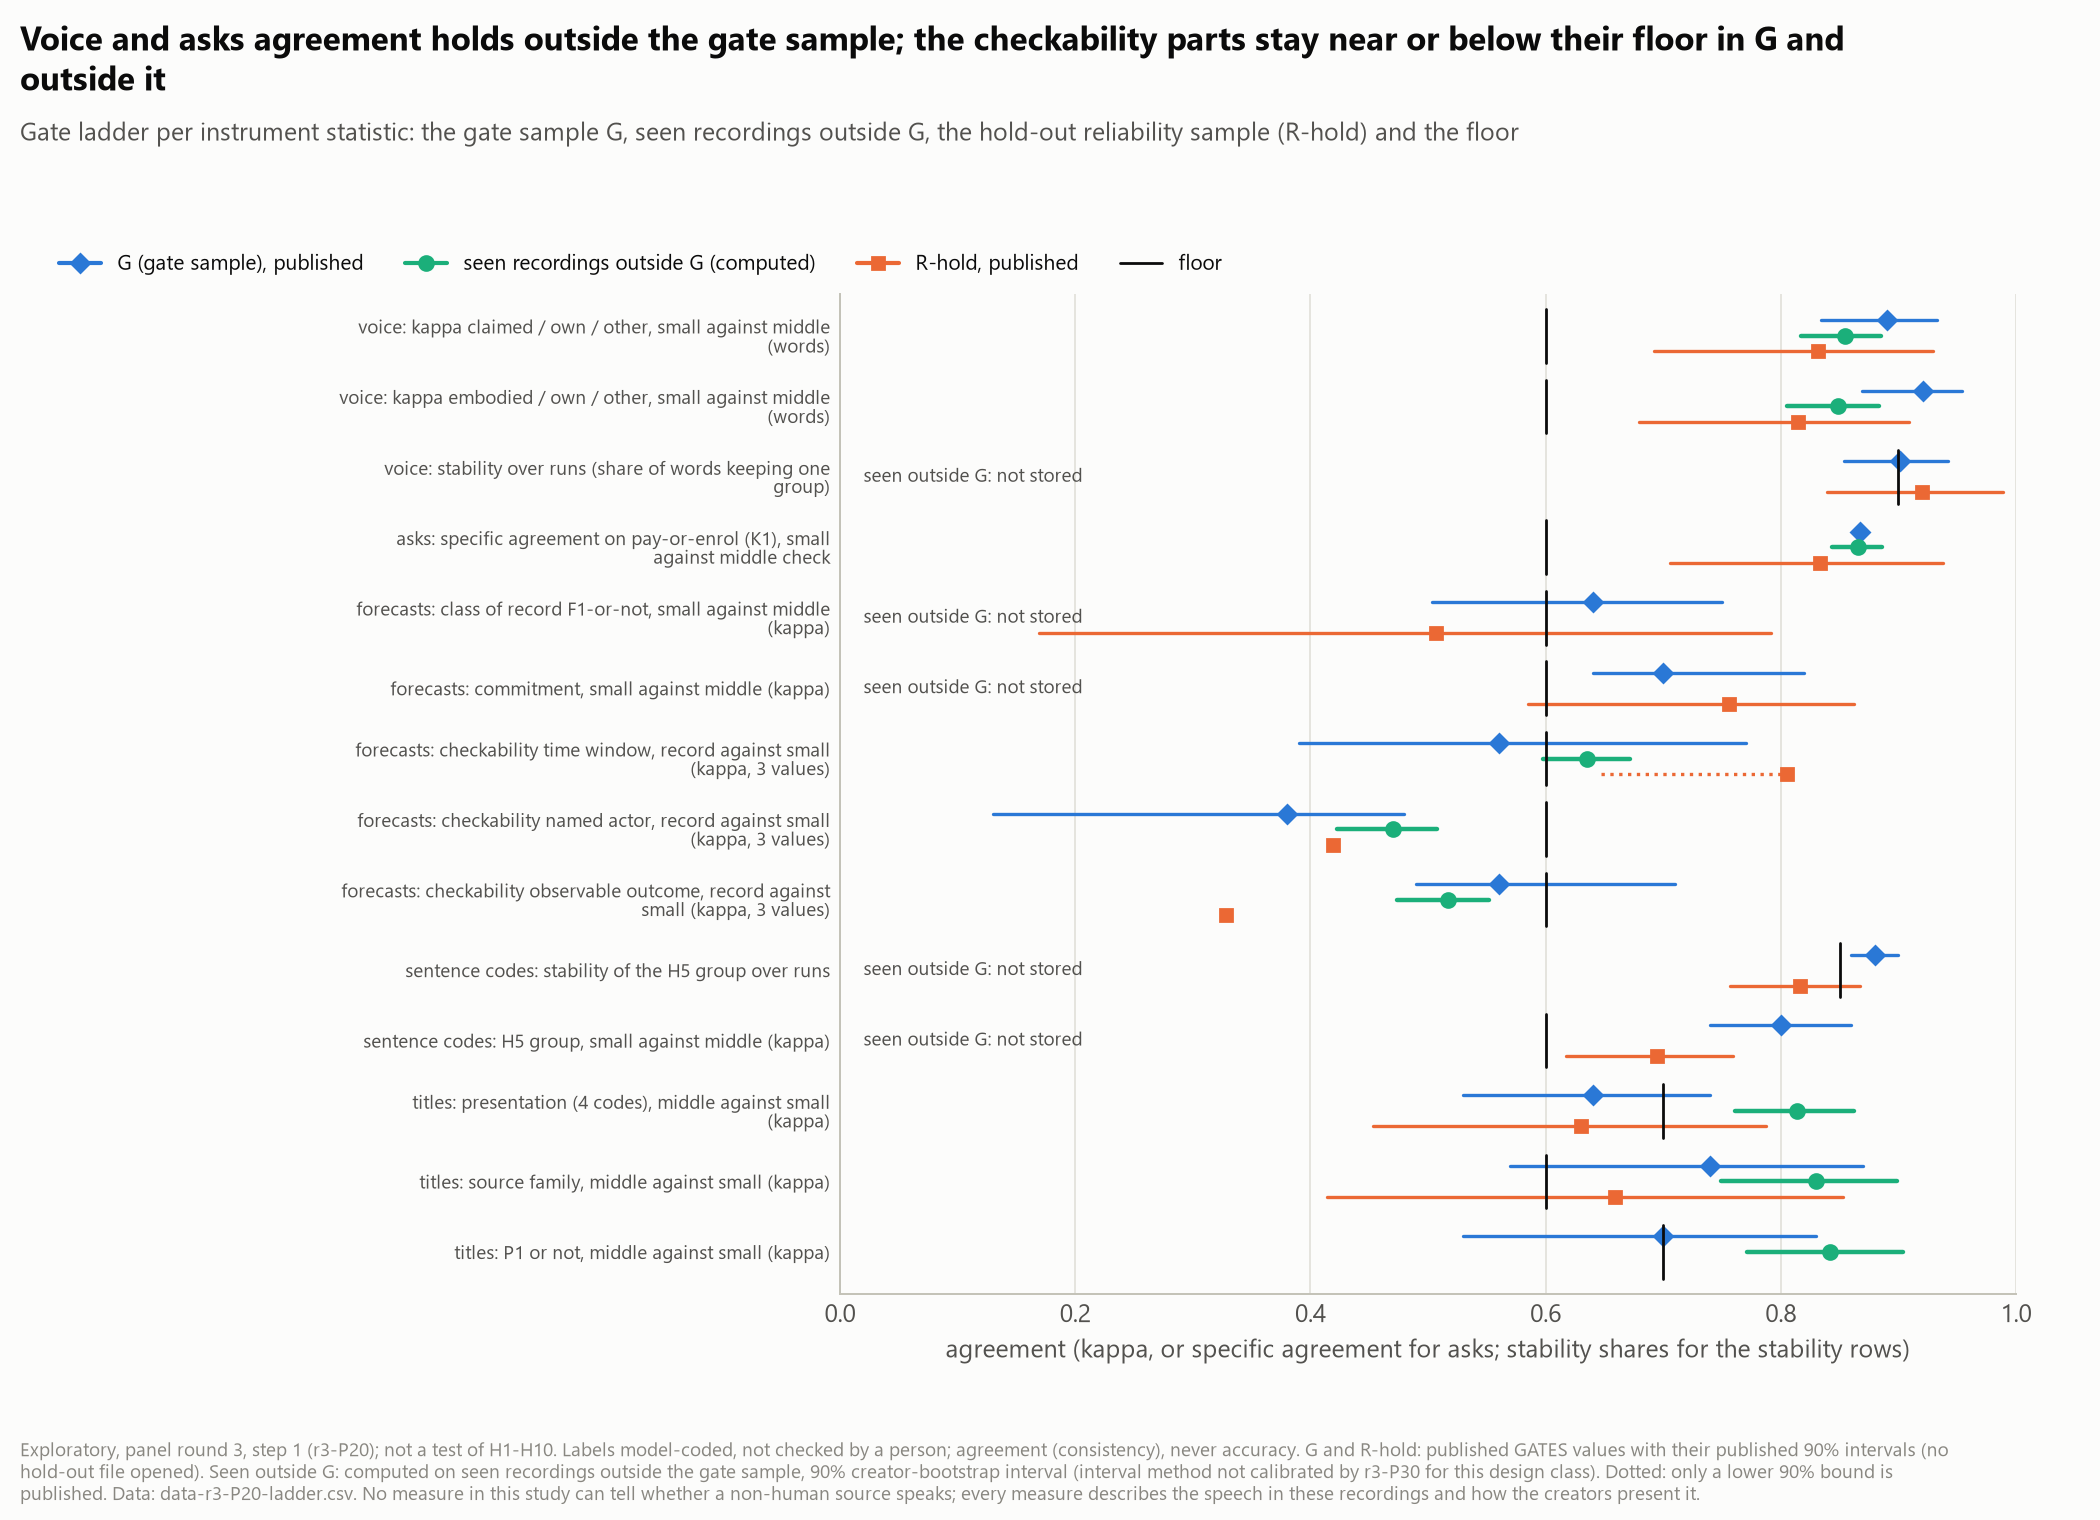 Voice and asks agreement holds outside the gate sample; the checkability parts stay near or below their floor in G and
outside it
Gate ladder per instrument statistic: the gate sample G, seen recordings outside G, the hold-out reliability sample (R-hold) and the floor
G (gate sample), published
seen recordings outside G (computed)
R-hold, published
floor
voice: kappa claimed / own / other, small against middle
(words)
voice: kappa embodied / own / other, small against middle
(words)
voice: stability over runs (share of words keeping one
group)
seen outside G: not stored
asks: specific agreement on pay-or-enrol (K1), small
against middle check
forecasts: class of record F1-or-not, small against middle
(kappa)
seen outside G: not stored
forecasts: commitment, small against middle (kappa)
seen outside G: not stored
forecasts: checkability time window, record against small
(kappa, 3 values)
forecasts: checkability named actor, record against small
(kappa, 3 values)
forecasts: checkability observable outcome, record against
small (kappa, 3 values)
sentence codes: stability of the H5 group over runs
seen outside G: not stored
sentence codes: H5 group, small against middle (kappa)
seen outside G: not stored
titles: presentation (4 codes), middle against small
(kappa)
titles: source family, middle against small (kappa)
titles: P1 or not, middle against small (kappa)
0.0
0.2
0.4
0.6
0.8
1.0
agreement (kappa, or specific agreement for asks; stability shares for the stability rows)
Exploratory, panel round 3, step 1 (r3-P20); not a test of H1-H10. Labels model-coded, not checked by a person; agreement (consistency), never accuracy. G and R-hold: published GATES values with their published 90% intervals (no
hold-out file opened). Seen outside G: computed on seen recordings outside the gate sample, 90% creator-bootstrap interval (interval method not calibrated by r3-P30 for this design class). Dotted: only a lower 90% bound is
published. Data: data-r3-P20-ladder.csv. No measure in this study can tell whether a non-human source speaks; every measure describes the speech in these recordings and how the creators present it.